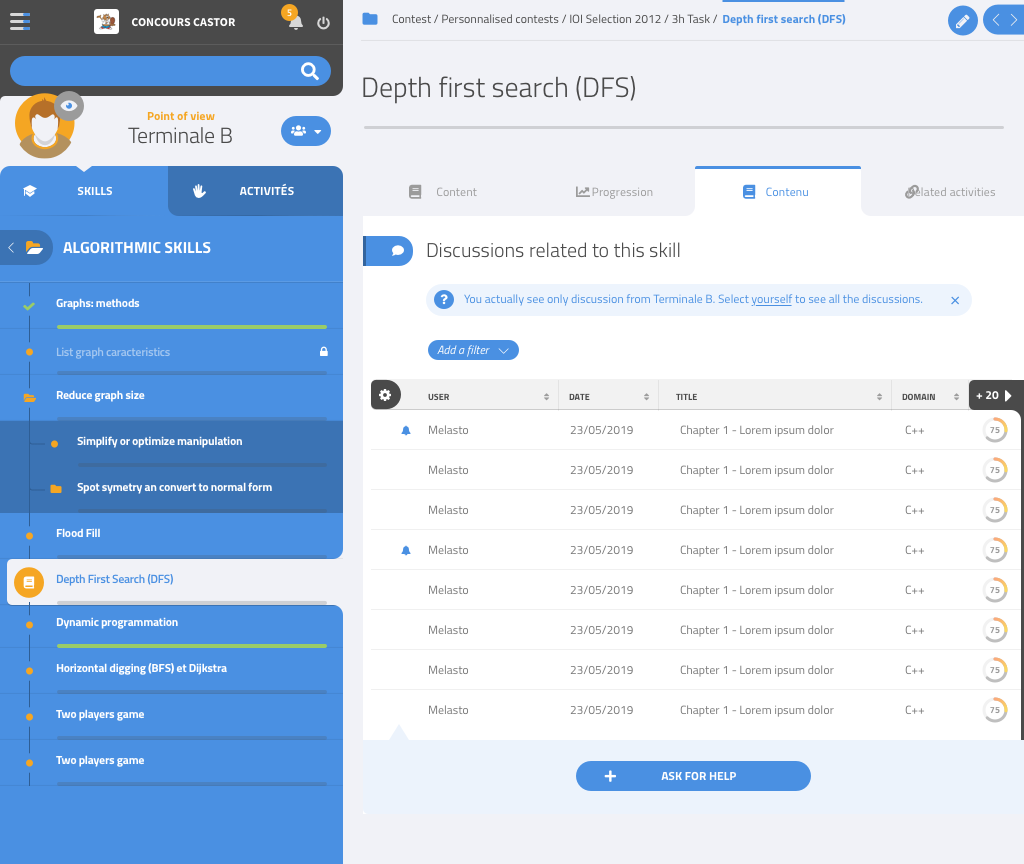 CONCOURS CASTOR
5
Point of view
Terminale B
SKILLS
ACTIVITÉS
ALGORITHMIC SKILLS
Graphs: methods
List graph caracteristics
Reduce graph size
Simplify or optimize manipulation
Spot symetry an convert to normal form
Flood Fill
Depth First Search (DFS)
Dynamic programmation
Horizontal digging (BFS) et Dijkstra
Two players game
Two players game
Contest / Personnalised contests / IOI Selection 2012 / 3h Task / Depth first search (DFS)
Depth first search (DFS)
Content
Progression
Contenu
Related activities
Discussions related to this skill
? You actually see only discussion from Terminale B. Select yourself to see all the discussions.
Add a filter
USER DATE TITLE DOMAIN + 20
Melasto 23/05/2019 Chapter 1 - Lorem ipsum dolor C++ 75
Melasto 23/05/2019 Chapter 1 - Lorem ipsum dolor C++ 75
Melasto 23/05/2019 Chapter 1 - Lorem ipsum dolor C++ 75
Melasto 23/05/2019 Chapter 1 - Lorem ipsum dolor C++ 75
Melasto 23/05/2019 Chapter 1 - Lorem ipsum dolor C++ 75
Melasto 23/05/2019 Chapter 1 - Lorem ipsum dolor C++ 75
Melasto 23/05/2019 Chapter 1 - Lorem ipsum dolor C++ 75
Melasto 23/05/2019 Chapter 1 - Lorem ipsum dolor C++ 75
ASK FOR HELP